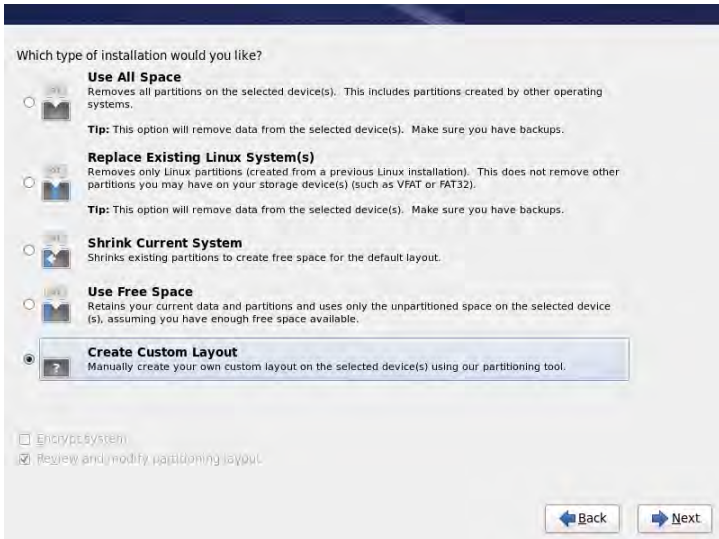 Which type of installation would you like?
Use All Space
Removes all partitions on the selected device(s). This includes partitions created by other operating
systems.
Tip: This option will remove data from the selected device(s). Make sure you have backups.
Replace Existing Linux System(s)
Removes only Linux partitions (created from a previous Linux installation). This does not remove other
partitions you may have on your storage device(s) (such as VFAT or FAT32).
Tip: This option will remove data from the selected device(s). Make sure you have backups.
Shrink Current System
Shrinks existing partitions to create free space for the default layout.
Use Free Space
Retains your current data and partitions and uses only the unpartitioned space on the selected device
(s), assuming you have enough free space available.
Create Custom Layout
?
Manually create your own custom layout on the selected device(s) using our partitioning tool.
Encrypt system
Review and modify partitioning layout
Back
Next